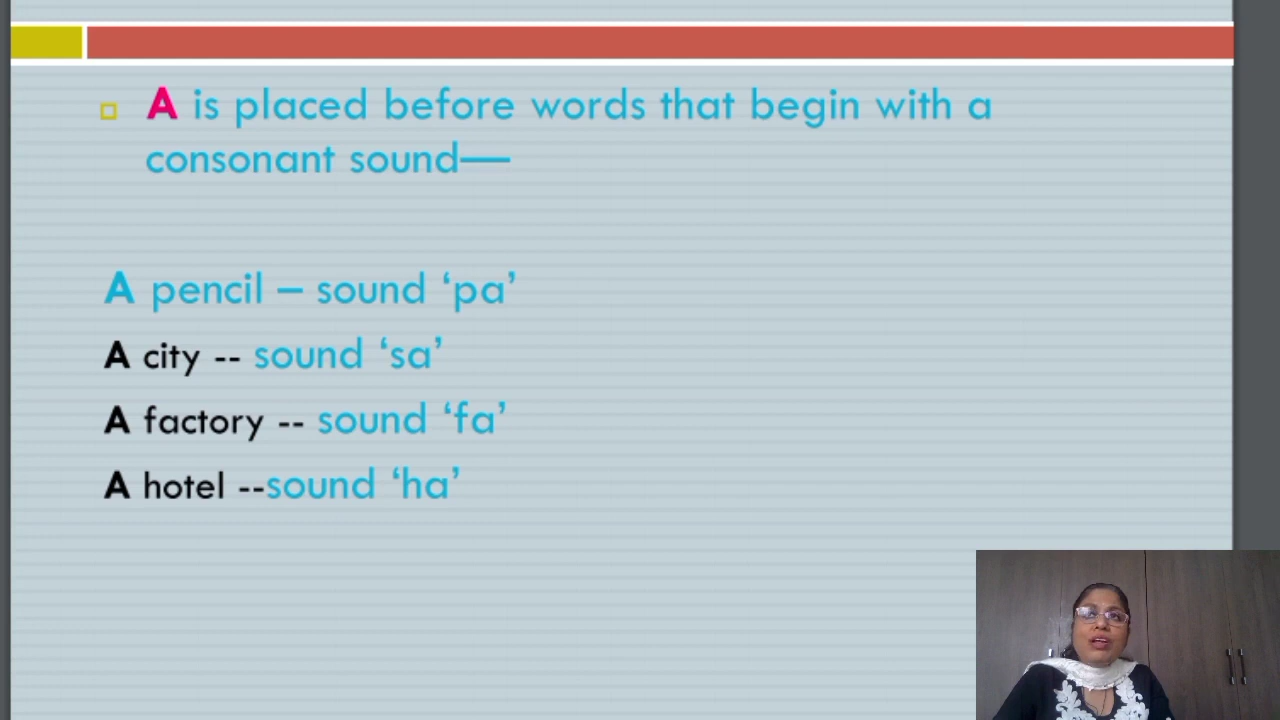 A is placed before words that begin with a
consonant sound—
A pencil – sound ‘pa’
A city -- sound ‘sa’
A factory -- sound ‘fa’
A hotel --sound ‘ha’